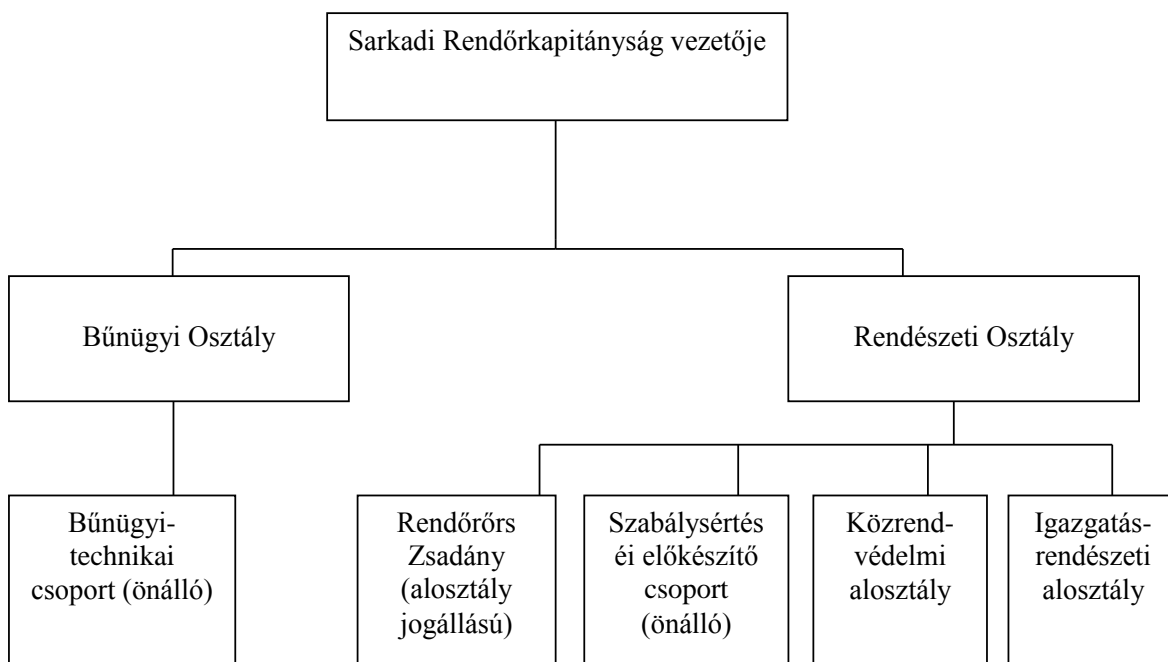 Sarkadi Rendőrkapitányság vezetője
Bűnügyi Osztály
Rendészeti Osztály
Bűnügyi-
technikai
csoport (önálló)
Rendőrőrs
Zsadány
(alosztály
jogállású)
Szabálysértés
éi előkészítő
csoport
(önálló)
Közrend-
védelmi
alosztály
Igazgatás-
rendészeti
alosztály